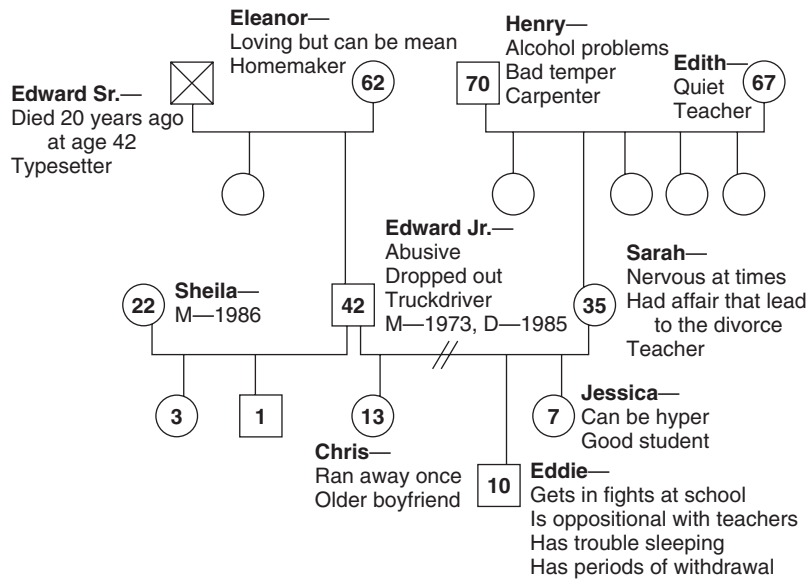 Eleanor—
Loving but can be mean
Homemaker
62
Edward Sr.—
Died 20 years ago
at age 42
Typesetter
Henry—
Alcohol problems
Bad temper
Carpenter
70
Edith—
Quiet
Teacher
67
Sheila—
M—1986
22
Edward Jr.—
Abusive
Dropped out
Truckdriver
M—1973, D—1985
42
35
Sarah—
Nervous at times
Had affair that lead
to the divorce
Teacher
3
1
13
Chris—
Ran away once
Older boyfriend
7
Jessica—
Can be hyper
Good student
10
Eddie—
Gets in fights at school
Is oppositional with teachers
Has trouble sleeping
Has periods of withdrawal